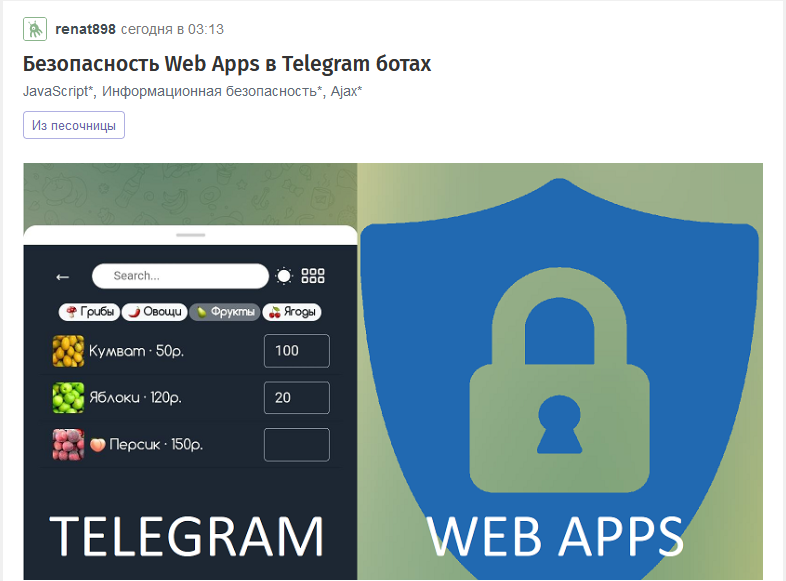 renat898 сегодня в 03:13
Безопасность Web Apps в Telegram ботах
JavaScript*, Информационная безопасность*, Ajax*
Из песочницы
Search...
Грибы Овощи Фрукты Ягоды
Кумват · 50р. 100
Яблоки · 120р. 20
Персик · 150р.
TELEGRAM WEB APPS